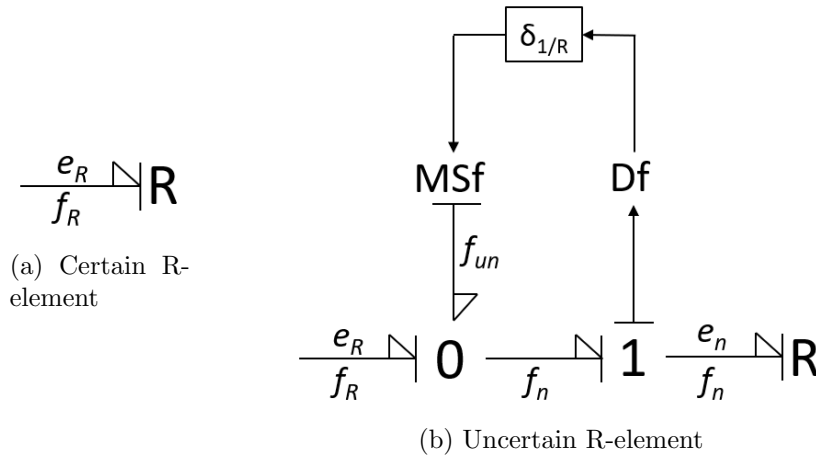 δ1/R
MSf
Df
eR
R
fR
fun
(a) Certain R-
element
eR
0
1
en
R
fR
fn
fn
(b) Uncertain R-element